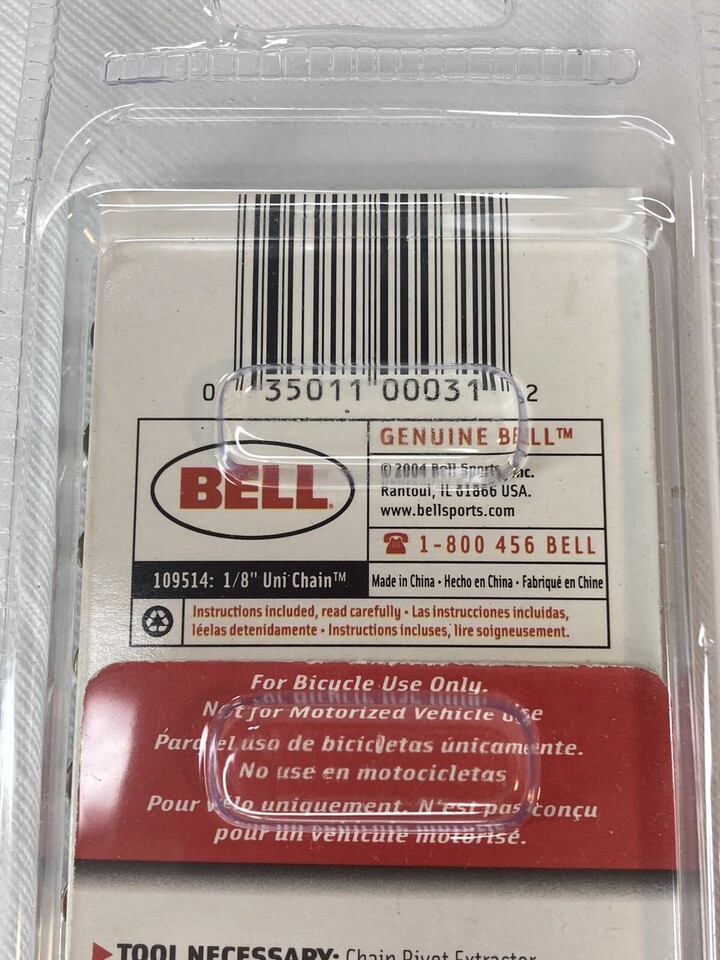 0 35011 00031 2
GENUINE BELL™
BELL
© 2004 Bell Sports, Inc.
Rantoul, IL 61866 USA.
www.bellsports.com
☎ 1-800 456 BELL
109514: 1/8" Uni Chain™
Made in China • Hecho en China • Fabriqué en Chine
Instructions included, read carefully • Las instrucciones incluidas,
léelas detenidamente • Instructions incluses, lire soigneusement.
For Bicycle Use Only.
Not for Motorized Vehicle Use
Para el uso de bicicletas únicamente.
No use en motocicletas
Pour vélo uniquement. N'est pas conçu
pour un véhicule motorisé.
TOOL NECESSARY: Chain Pivot Extractor